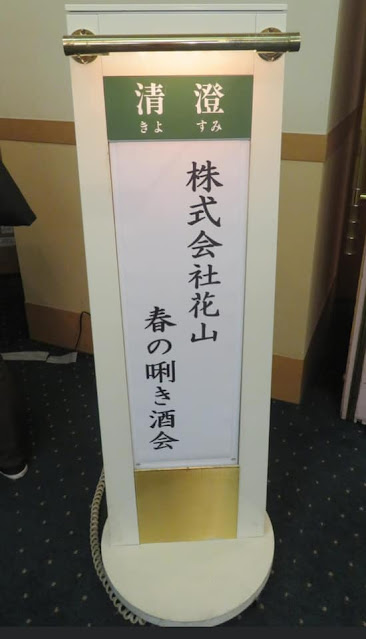 清澄
きよすみ
株式会社花山
春の唎き酒会